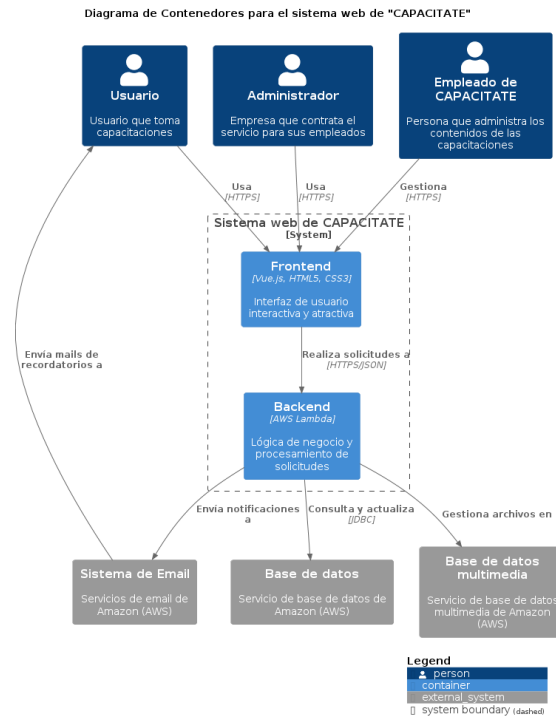 Diagrama de Contenedores para el sistema web de "CAPACITATE"
Usuario
Usuario que toma
capacitaciones
Administrador
Empresa que contrata el
servicio para sus empleados
Empleado de
CAPACITATE
Persona que administra los
contenidos de las
capacitaciones
Usa
[HTTPS]
Usa
[HTTPS]
Gestiona
[HTTPS]
Sistema web de CAPACITATE
[System]
Frontend
[Vue.js, HTML5, CSS3]
Interfaz de usuario
interactiva y atractiva
Envía mails de
recordatorios a
Realiza solicitudes a
[HTTPS/JSON]
Backend
[AWS Lambda]
Lógica de negocio y
procesamiento de
solicitudes
Envía notificaciones
a
Consulta y actualiza
[JDBC]
Gestiona archivos en
Sistema de Email
Servicios de email de
Amazon (AWS)
Base de datos
Servicio de base de datos de
Amazon (AWS)
Base de datos
multimedia
Servicio de base de datos
multimedia de Amazon
(AWS)
Legend
person
container
external_system
system boundary (dashed)